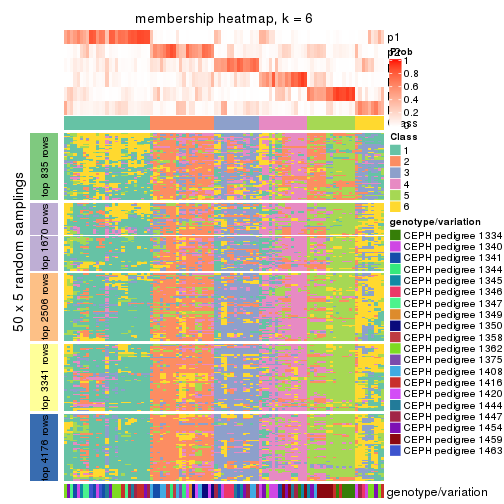 membership heatmap, k = 6
p1
p2
Prob
1
0.8
0.6
0.4
0.2
0
Class
1
2
3
4
5
6
genotype/variation
CEPH pedigree 1334
CEPH pedigree 1340
CEPH pedigree 1341
CEPH pedigree 1344
CEPH pedigree 1345
CEPH pedigree 1346
CEPH pedigree 1347
CEPH pedigree 1349
CEPH pedigree 1350
CEPH pedigree 1358
CEPH pedigree 1362
CEPH pedigree 1375
CEPH pedigree 1408
CEPH pedigree 1416
CEPH pedigree 1420
CEPH pedigree 1444
CEPH pedigree 1447
CEPH pedigree 1454
CEPH pedigree 1459
CEPH pedigree 1463
50 x 5 random samplings
top 835 rows
top 1670 rows
top 2506 rows
top 3341 rows
top 4176 rows
genotype/variation